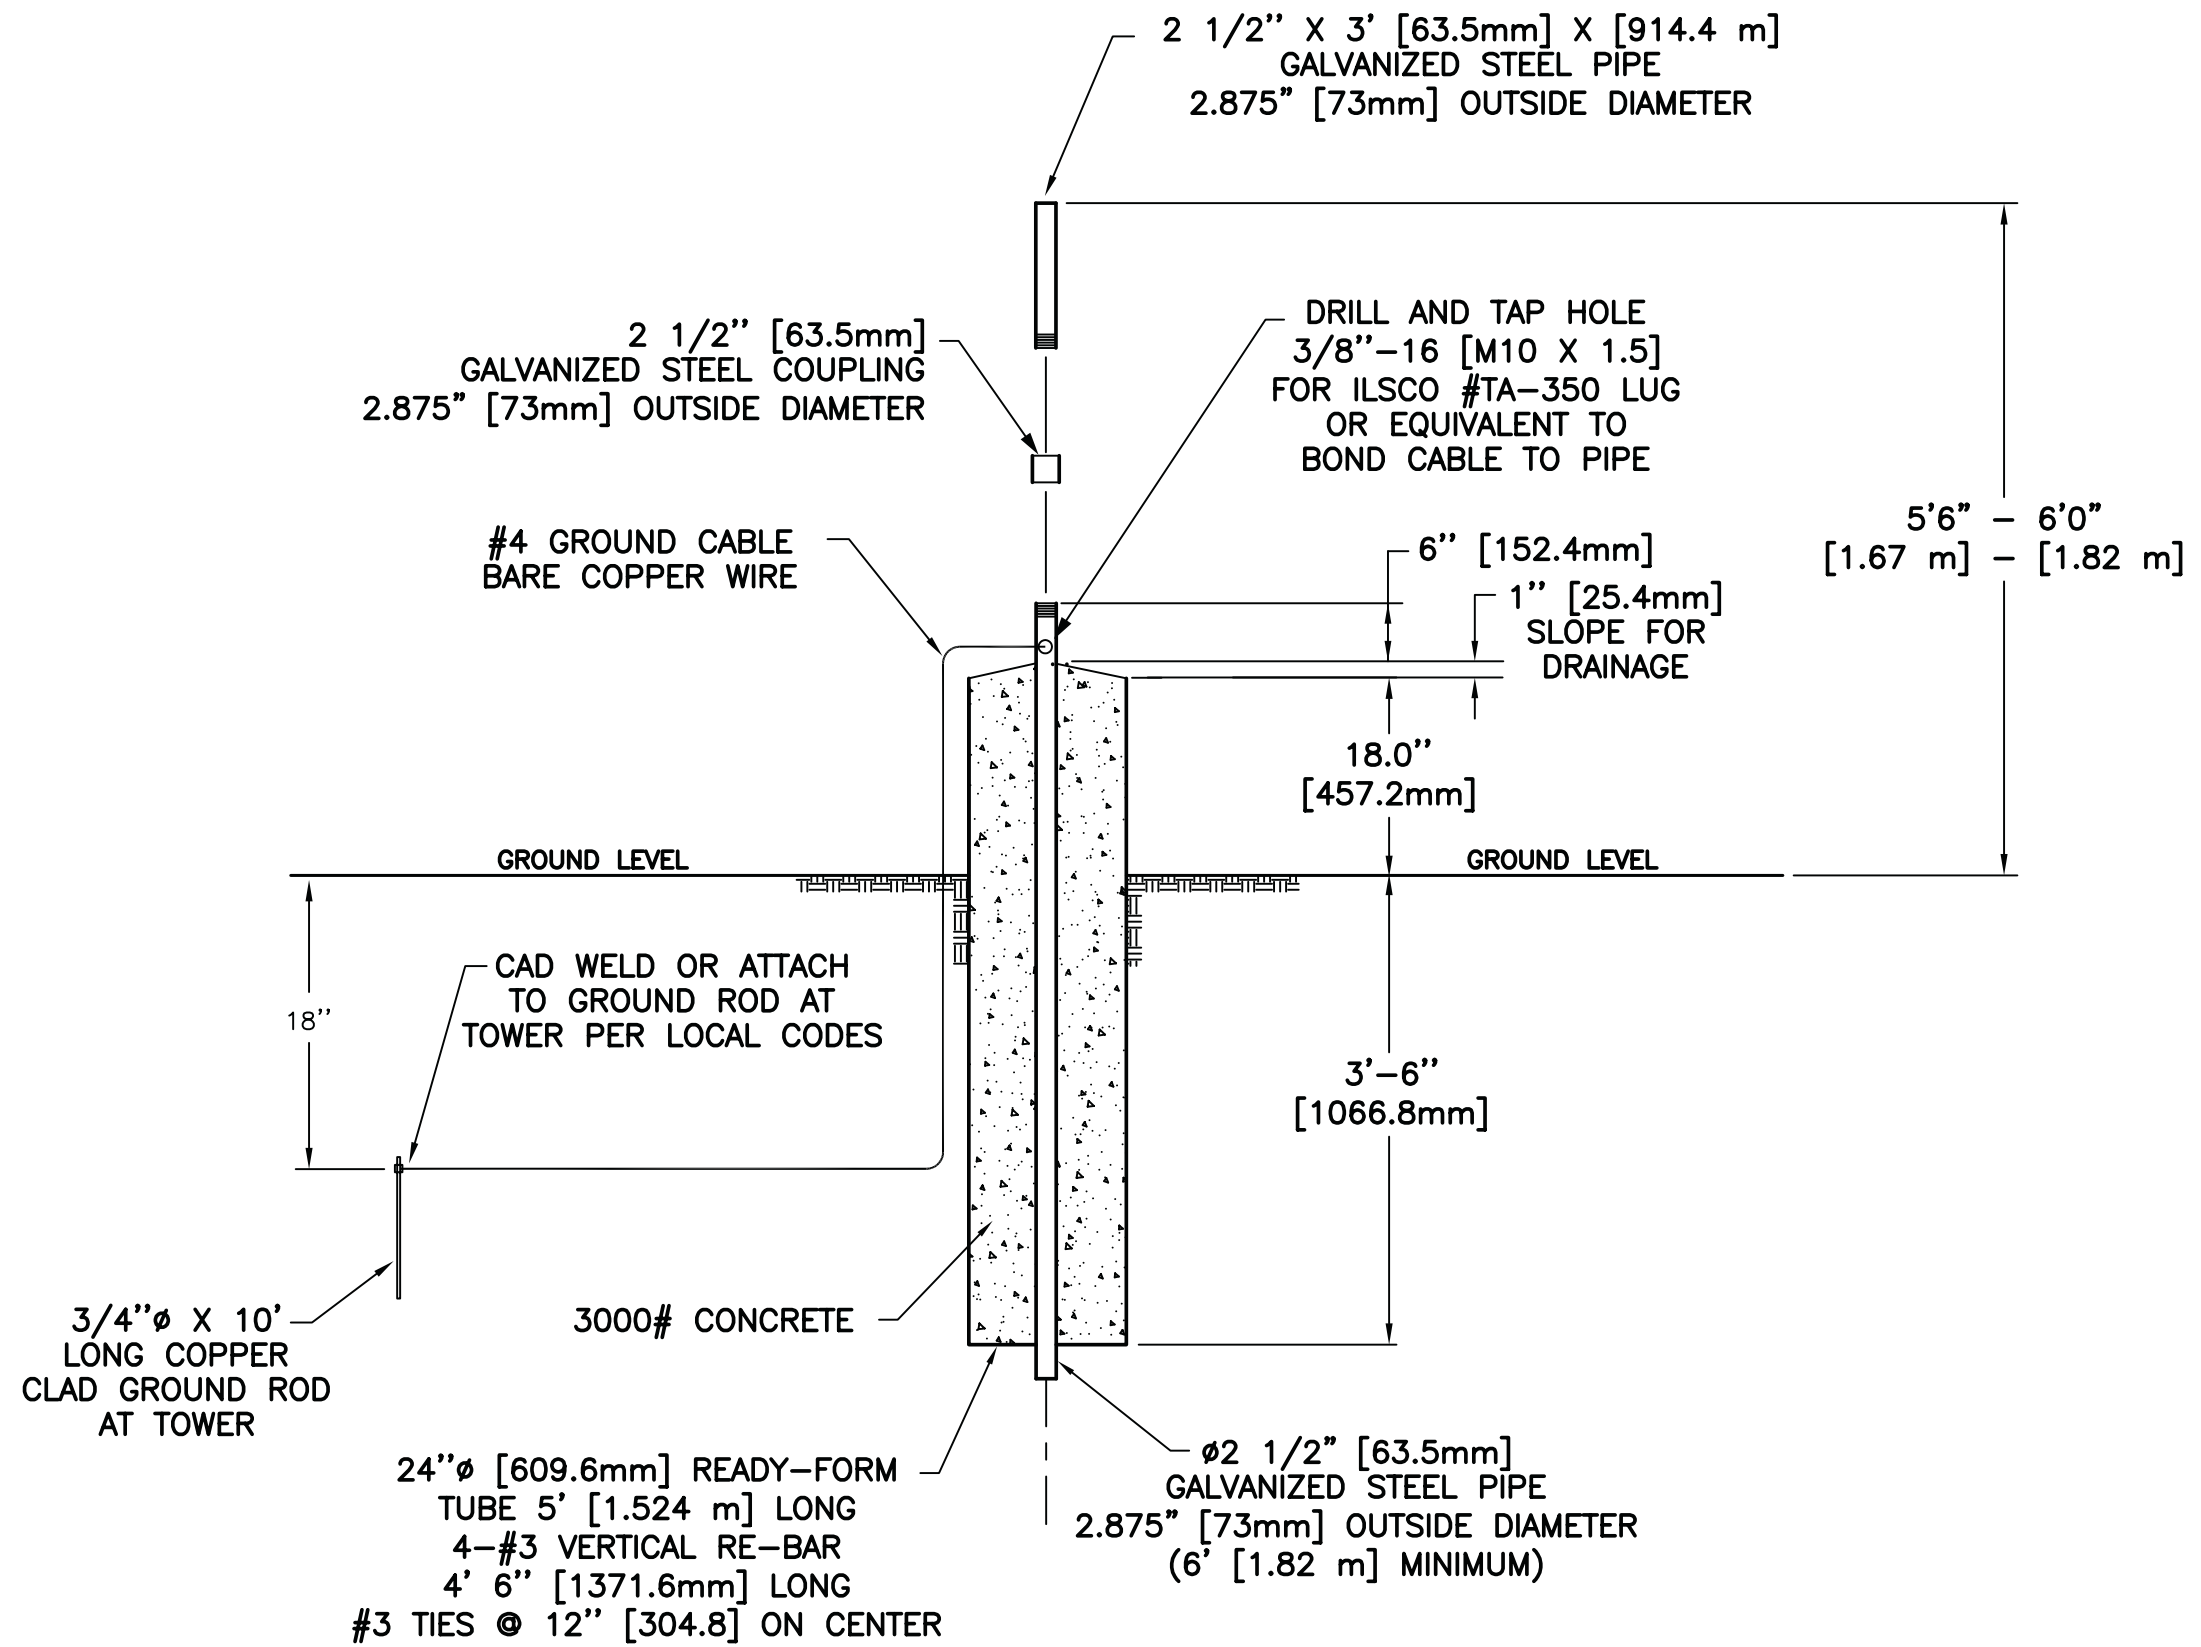 2 1/2'' X 3' [63.5mm] X [914.4 m]
GALVANIZED STEEL PIPE
2.875" [73mm] OUTSIDE DIAMETER
2 1/2'' [63.5mm]
GALVANIZED STEEL COUPLING
2.875" [73mm] OUTSIDE DIAMETER
DRILL AND TAP HOLE
3/8"-16 [M10 X 1.5]
FOR ILSCO #TA-350 LUG
OR EQUIVALENT TO
BOND CABLE TO PIPE
5'6" - 6'0"
[1.67 m] - [1.82 m]
#4 GROUND CABLE
BARE COPPER WIRE
6'' [152.4mm]
1'' [25.4mm]
SLOPE FOR
DRAINAGE
18.0''
[457.2mm]
GROUND LEVEL
GROUND LEVEL
CAD WELD OR ATTACH
TO GROUND ROD AT
TOWER PER LOCAL CODES
18''
3'-6''
[1066.8mm]
3/4''ø X 10'
LONG COPPER
CLAD GROUND ROD
AT TOWER
3000# CONCRETE
24''ø [609.6mm] READY-FORM
TUBE 5' [1.524 m] LONG
4-#3 VERTICAL RE-BAR
4' 6'' [1371.6mm] LONG
#3 TIES @ 12'' [304.8] ON CENTER
ø2 1/2" [63.5mm]
GALVANIZED STEEL PIPE
2.875" [73mm] OUTSIDE DIAMETER
(6' [1.82 m] MINIMUM)